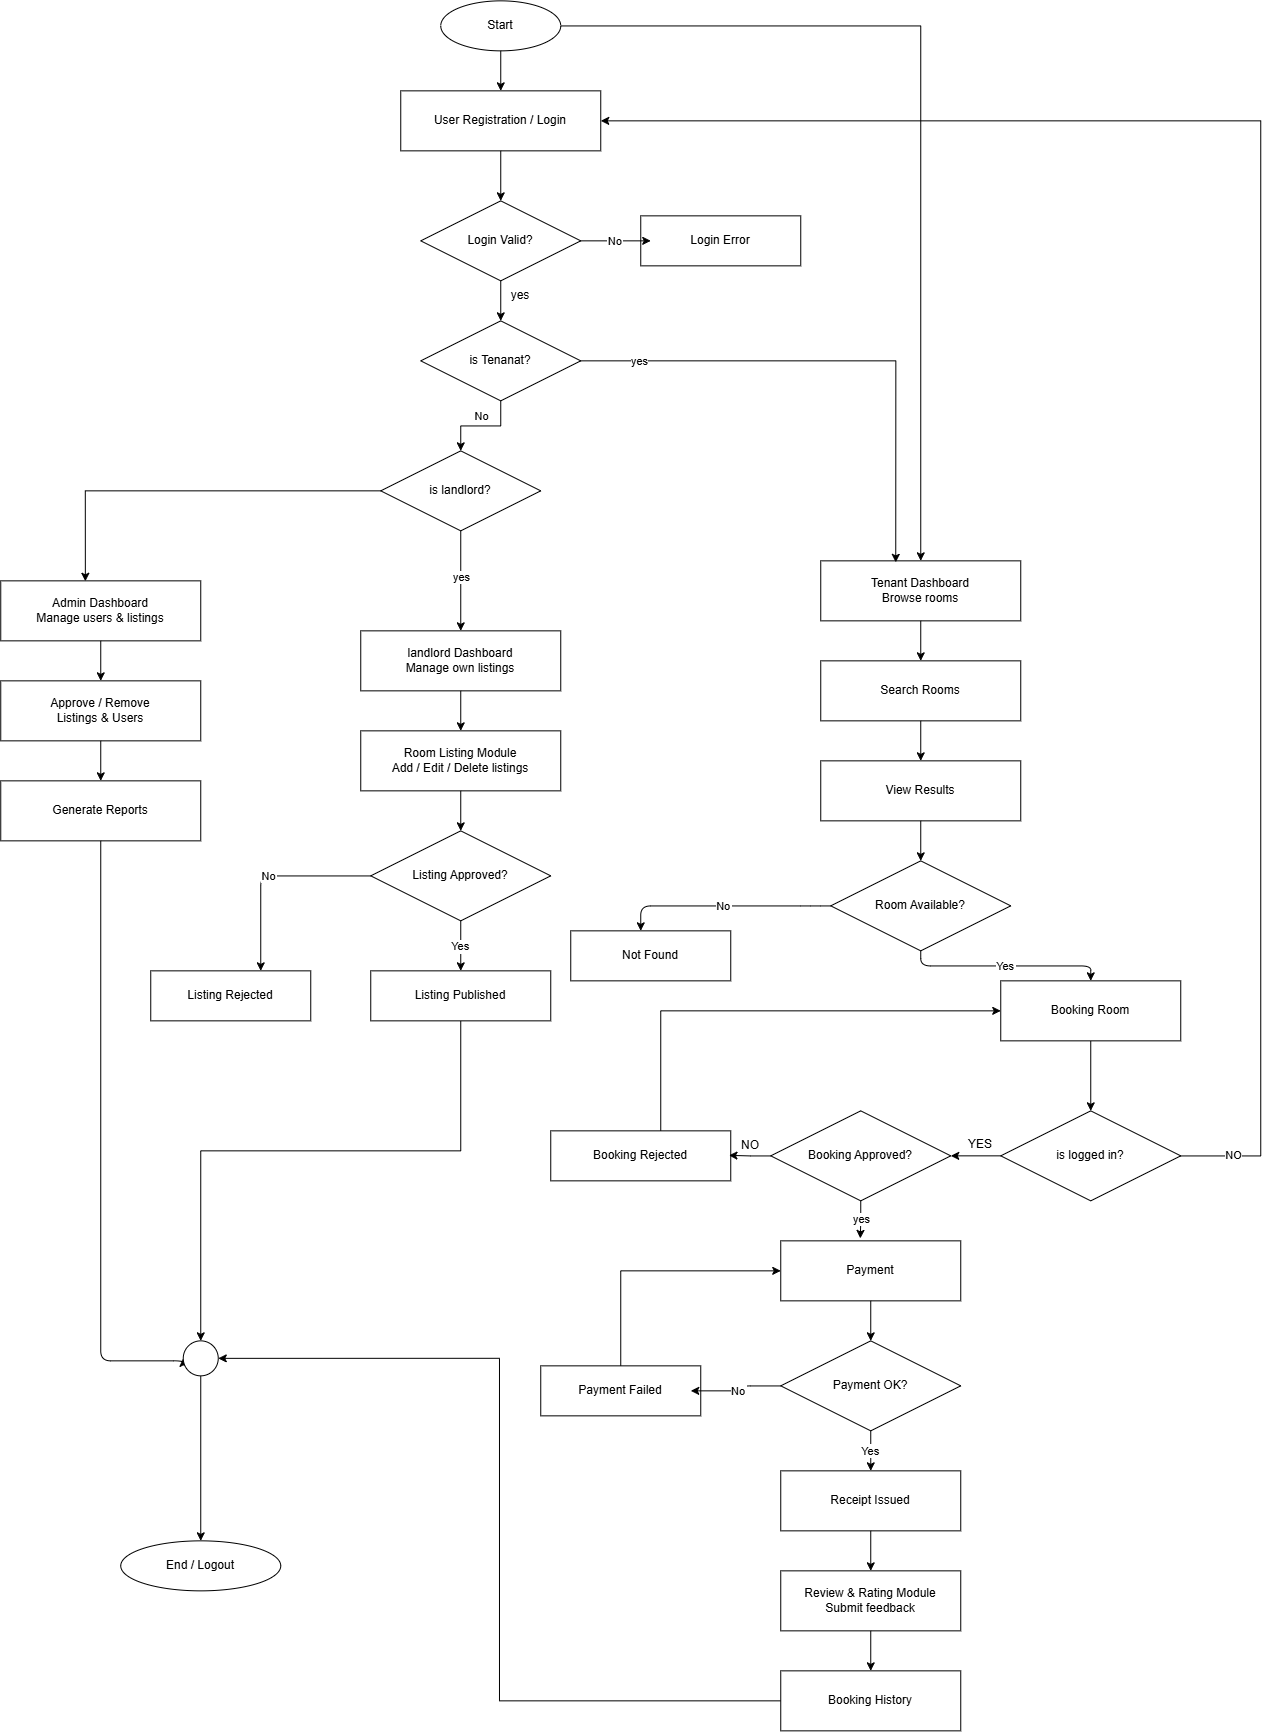 Start
User Registration / Login
Login Valid?
No
Login Error
yes
is Tenanat?
yes
No
is landlord?
yes
Admin Dashboard
Manage users & listings
Approve / Remove
Listings & Users
Generate Reports
landlord Dashboard
Manage own listings
Room Listing Module
Add / Edit / Delete listings
Listing Approved?
No
Yes
Listing Rejected
Listing Published
Tenant Dashboard
Browse rooms
Search Rooms
View Results
Room Available?
No
Not Found
Yes
Booking Room
is logged in?
NO
YES
Booking Approved?
NO
Booking Rejected
yes
Payment
Payment OK?
No
Payment Failed
Yes
Receipt Issued
Review & Rating Module
Submit feedback
Booking History
End / Logout